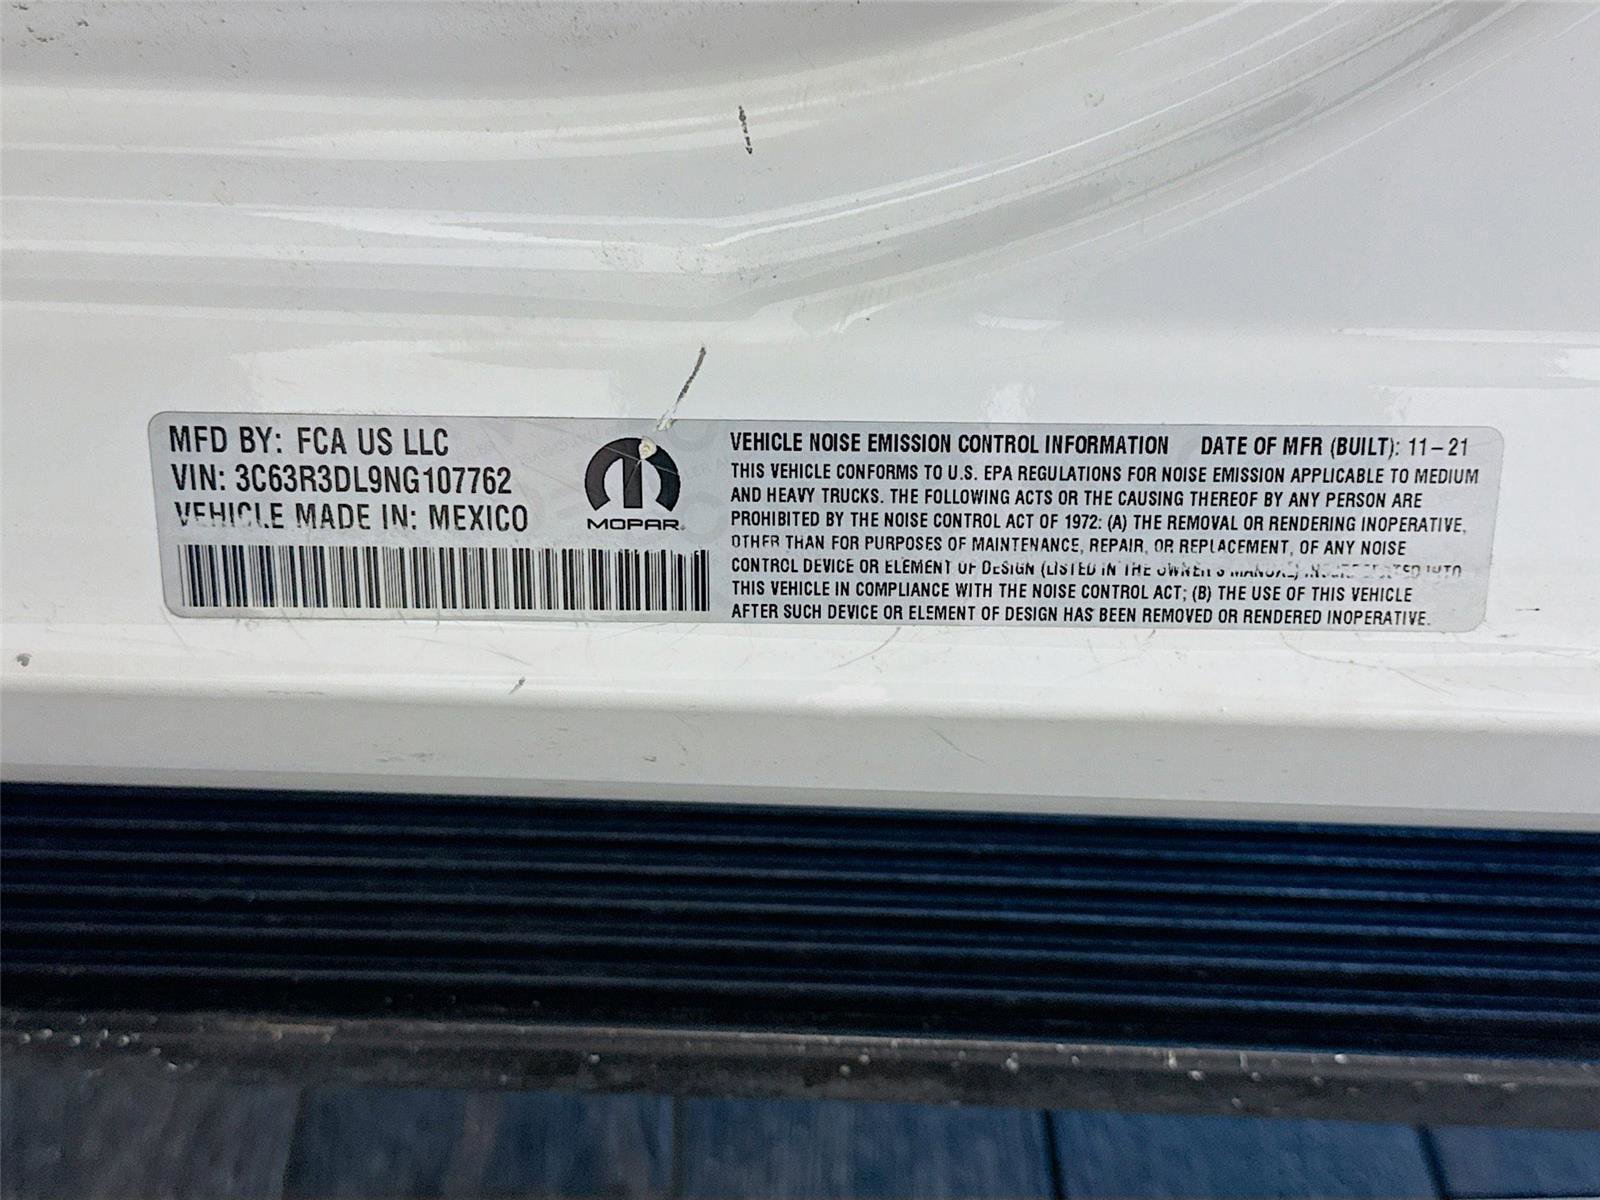 MFD BY: FCA US LLC
VIN: 3C63R3DL9NG107762
VEHICLE MADE IN: MEXICO
MOPAR®
VEHICLE NOISE EMISSION CONTROL INFORMATION DATE OF MFR (BUILT): 11-21
THIS VEHICLE CONFORMS TO U.S. EPA REGULATIONS FOR NOISE EMISSION APPLICABLE TO MEDIUM
AND HEAVY TRUCKS. THE FOLLOWING ACTS OR THE CAUSING THEREOF BY ANY PERSON ARE
PROHIBITED BY THE NOISE CONTROL ACT OF 1972: (A) THE REMOVAL OR RENDERING INOPERATIVE,
OTHER THAN FOR PURPOSES OF MAINTENANCE, REPAIR, OR REPLACEMENT, OF ANY NOISE
CONTROL DEVICE OR ELEMENT OF DESIGN (LISTED IN THE OWNER'S MANUAL) INCORPORATED INTO
THIS VEHICLE IN COMPLIANCE WITH THE NOISE CONTROL ACT; (B) THE USE OF THIS VEHICLE
AFTER SUCH DEVICE OR ELEMENT OF DESIGN HAS BEEN REMOVED OR RENDERED INOPERATIVE.